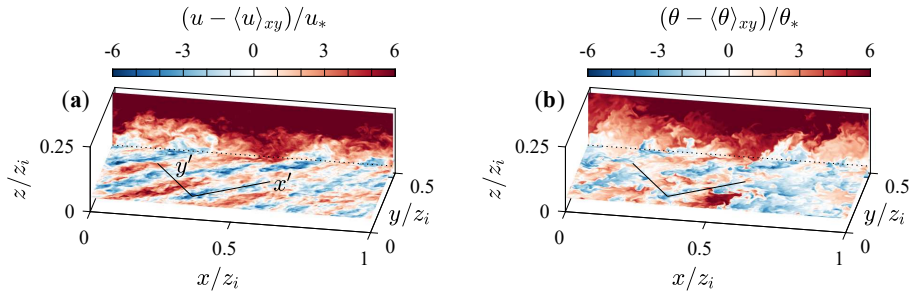 (u − ⟨u⟩xy)/u*
-6 -3 0 3 6
(a)
0.25
z/zi
0
y′
x′
0.5
y/zi
0
0
0.5
1
x/zi
(θ − ⟨θ⟩xy)/θ*
-6 -3 0 3 6
(b)
0.25
z/zi
0
0.5
y/zi
0
0
0.5
1
x/zi